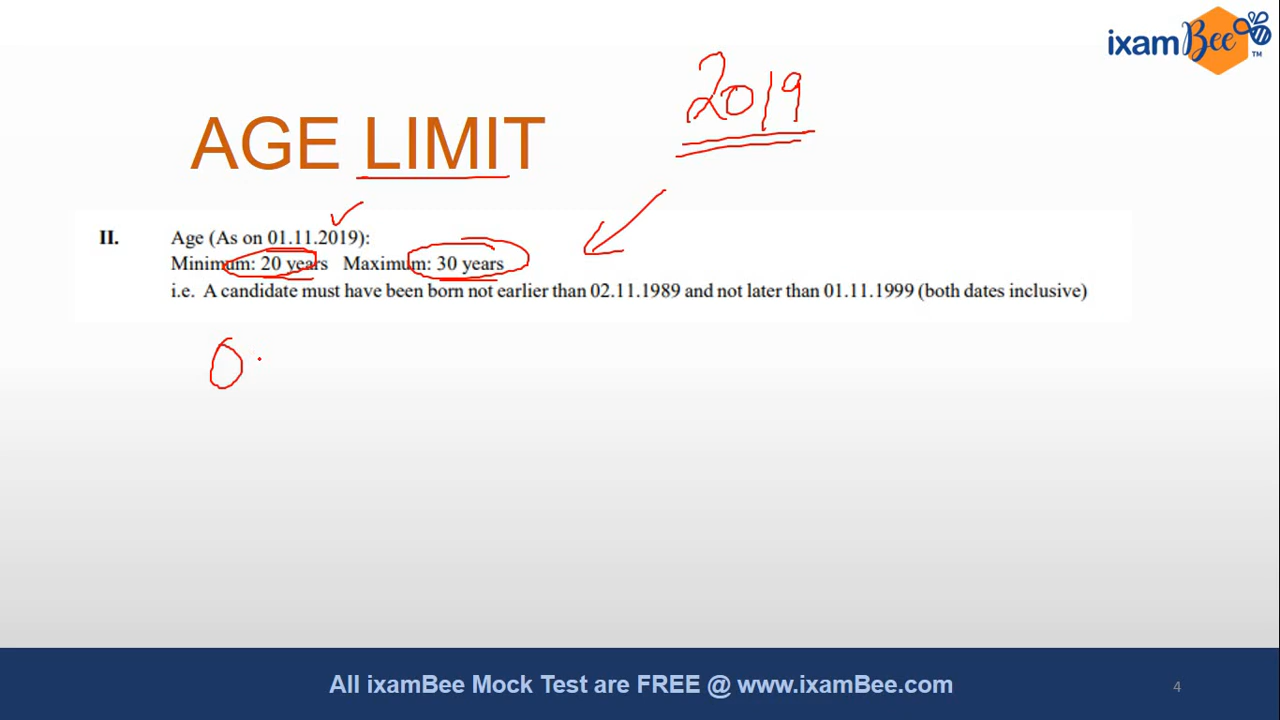 ixamBee™
2019
AGE LIMIT
II. Age (As on 01.11.2019):
Minimum: 20 years Maximum: 30 years
i.e. A candidate must have been born not earlier than 02.11.1989 and not later than 01.11.1999 (both dates inclusive)
0
All ixamBee Mock Test are FREE @ www.ixamBee.com
4